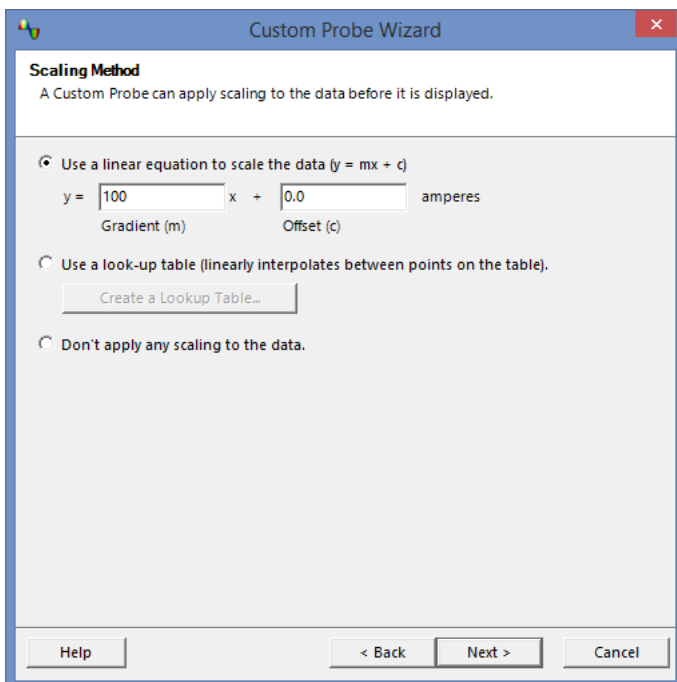 Custom Probe Wizard
Scaling Method
A Custom Probe can apply scaling to the data before it is displayed.
Use a linear equation to scale the data (y = mx + c)
y = 100 x + 0.0 amperes
Gradient (m) Offset (c)
Use a look-up table (linearly interpolates between points on the table).
Create a Lookup Table...
Don't apply any scaling to the data.
Help < Back Next > Cancel